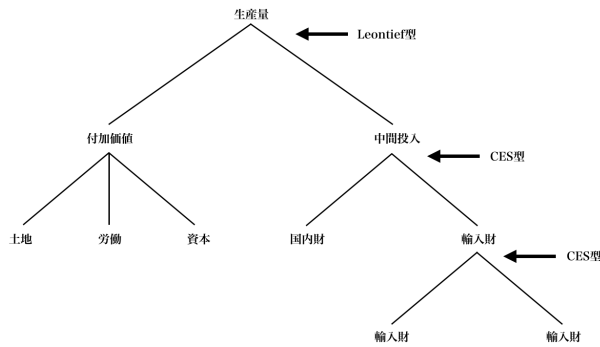 生産量
Leontief型
付加価値
中間投入
CES型
土地
労働
資本
国内財
輸入財
CES型
輸入財
輸入財